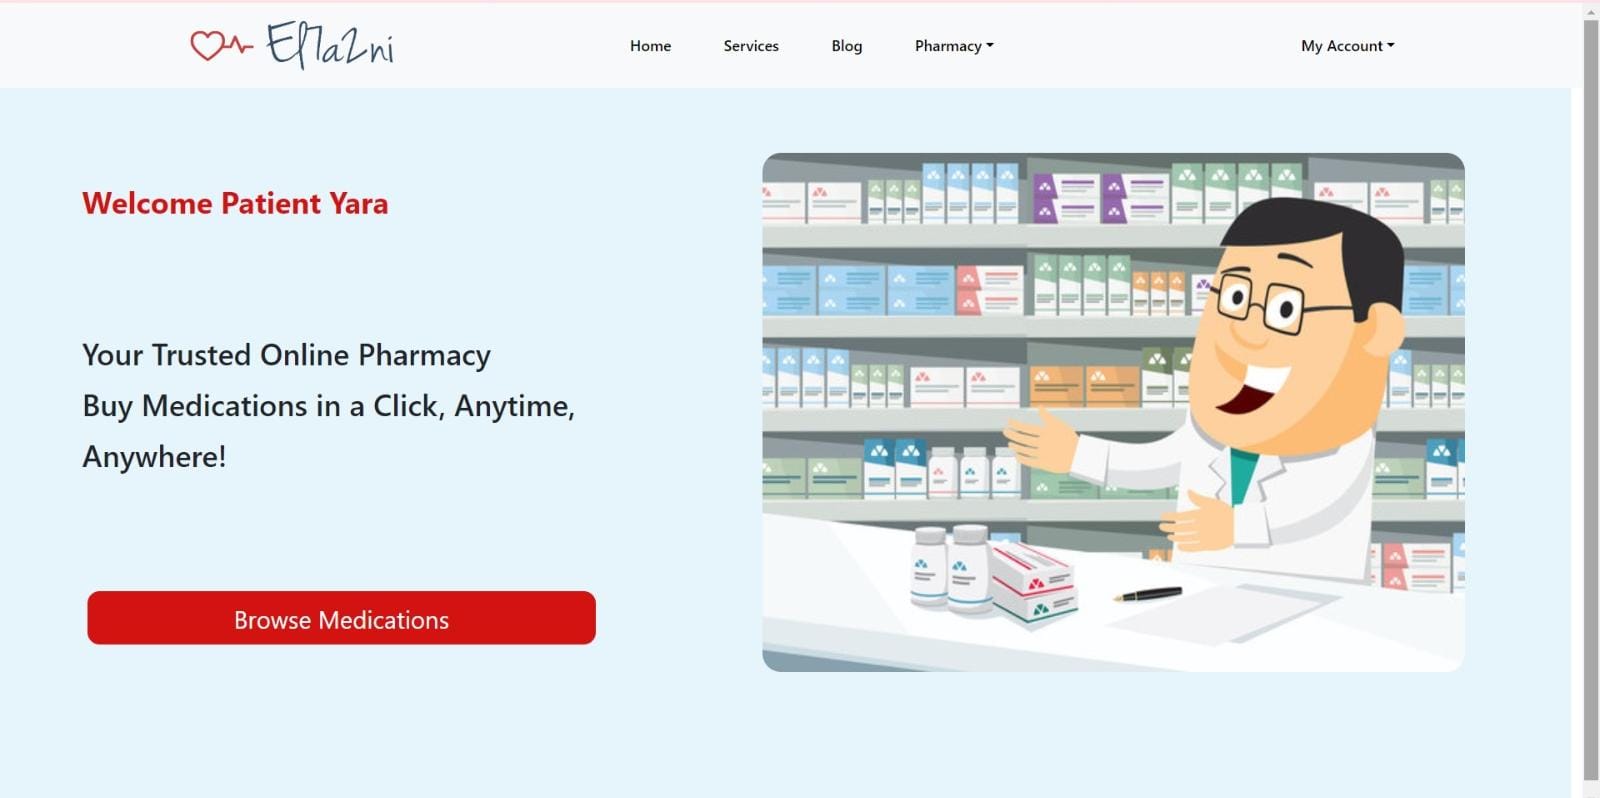 El7a2ni
Home
Services
Blog
Pharmacy
My Account
Welcome Patient Yara
Your Trusted Online Pharmacy
Buy Medications in a Click, Anytime,
Anywhere!
Browse Medications